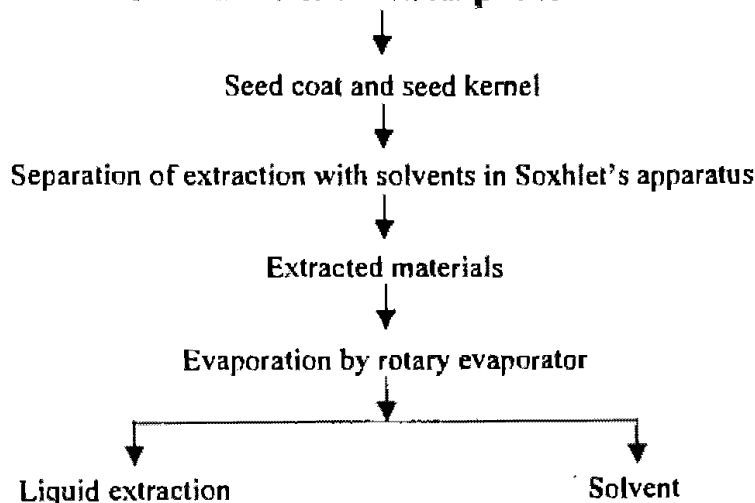 Seed coat and seed kernel
Separation of extraction with solvents in Soxhlet's apparatus
Extracted materials
Evaporation by rotary evaporator
Liquid extraction
Solvent